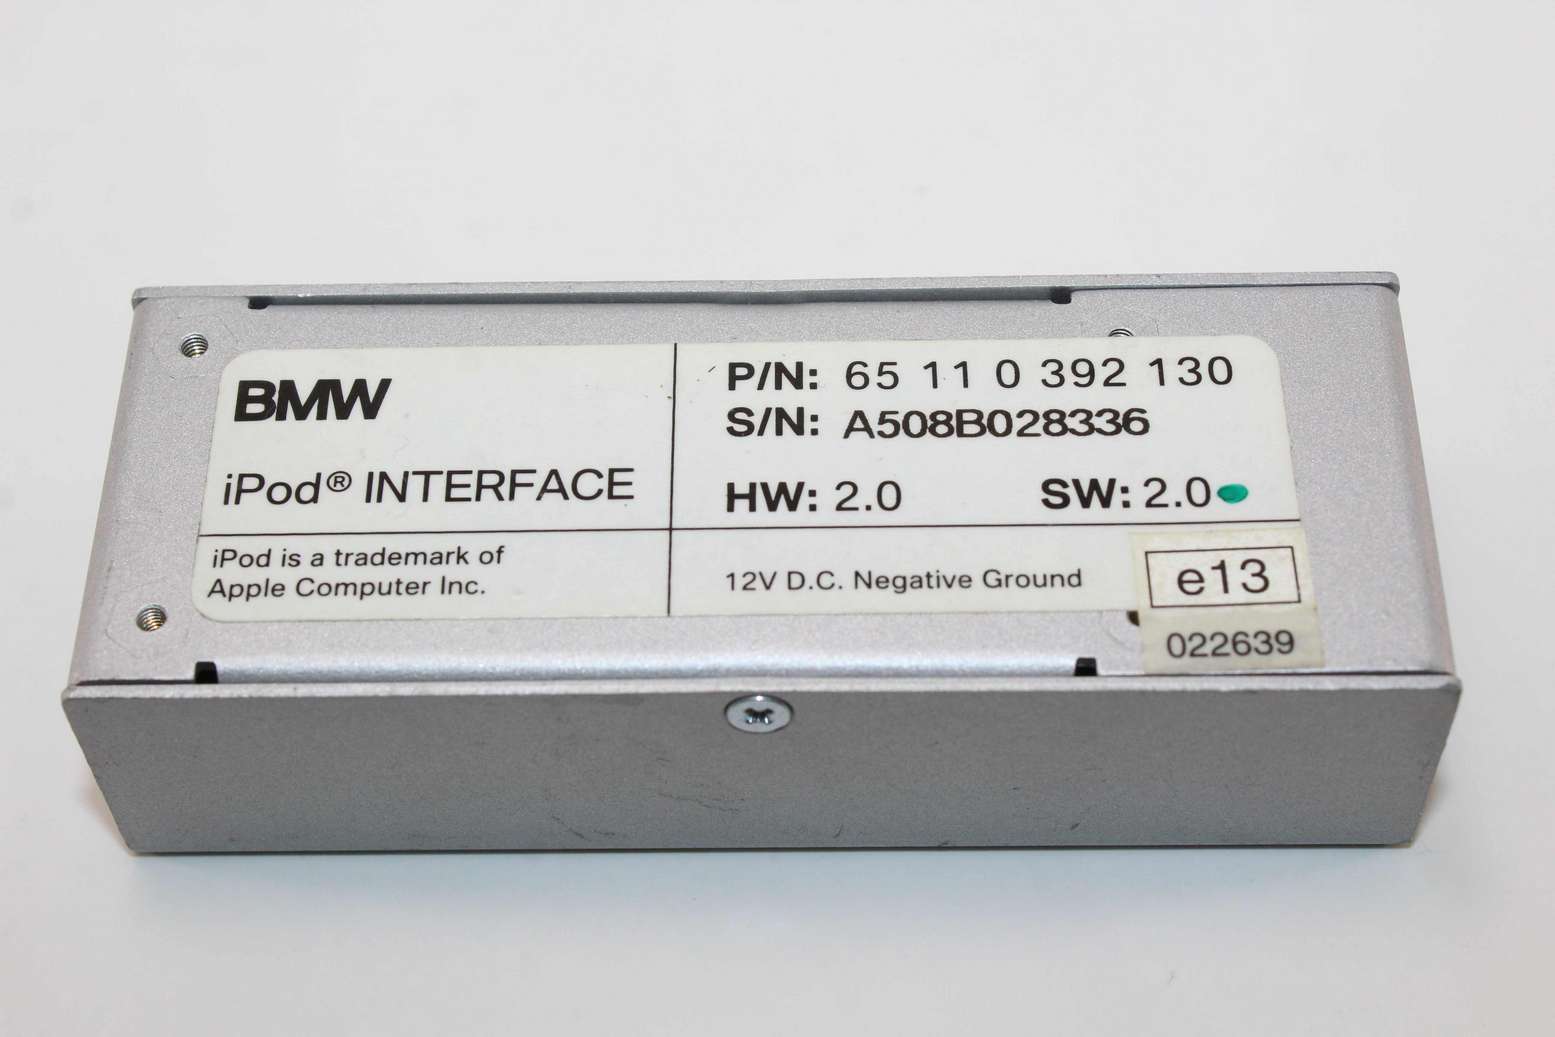 BMW
iPod® INTERFACE
iPod is a trademark of
Apple Computer Inc.
P/N: 65 11 0 392 130
S/N: A508B028336
HW: 2.0 SW: 2.0
12V D.C. Negative Ground
e13
022639